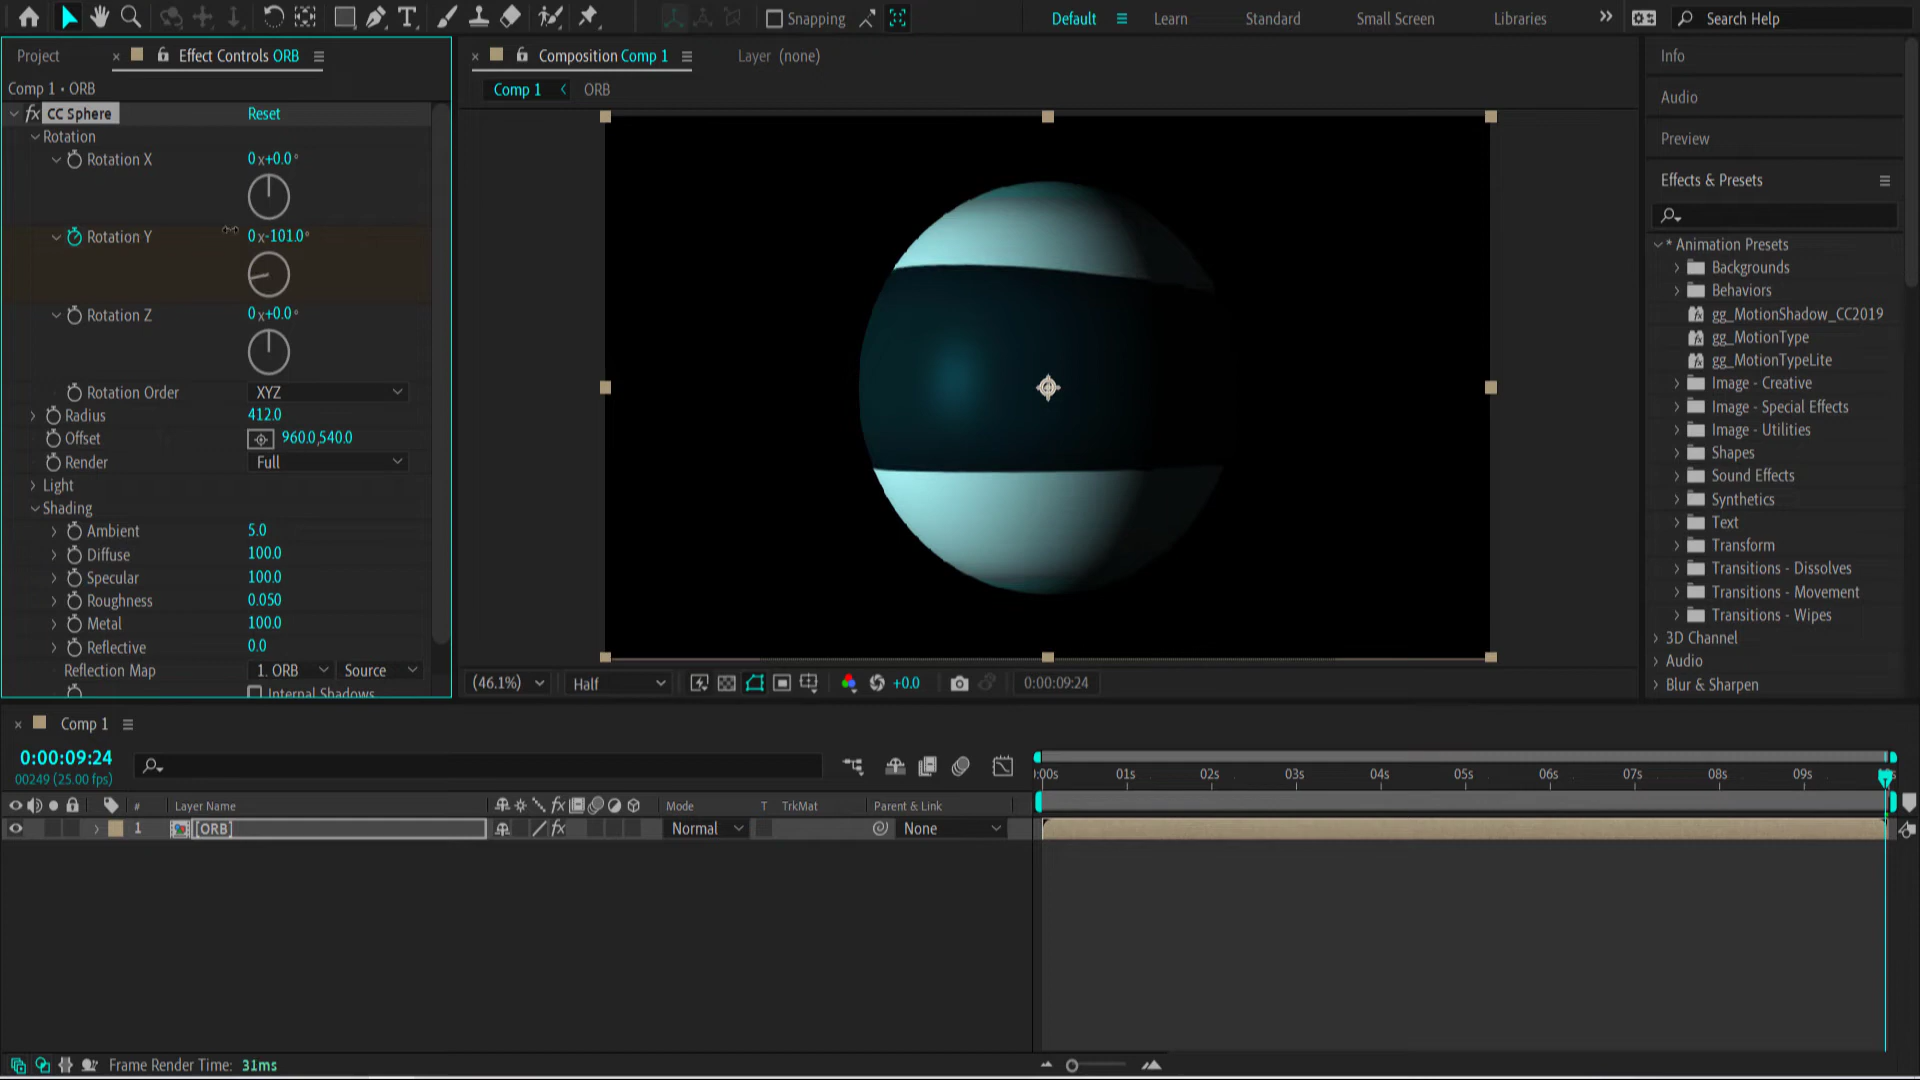 Snapping
Default
Learn
Standard
Small Screen
Libraries
Search Help
Project
Effect Controls ORB
Composition Comp 1
Layer (none)
Info
Comp 1 • ORB
Comp 1
ORB
Audio
fx CC Sphere
Reset
Rotation
Preview
Rotation X
0 x+0.0°
Effects & Presets
Rotation Y
0 x-101.0°
* Animation Presets
Backgrounds
Behaviors
Rotation Z
0 x+0.0°
gg_MotionShadow_CC2019
gg_MotionType
gg_MotionTypeLite
Rotation Order
XYZ
Image - Creative
Radius
412.0
Image - Special Effects
Offset
960.0,540.0
Image - Utilities
Render
Full
Shapes
Light
Sound Effects
Shading
Synthetics
Ambient
5.0
Text
Diffuse
100.0
Transform
Specular
100.0
Transitions - Dissolves
Roughness
0.050
Transitions - Movement
Metal
100.0
Transitions - Wipes
Reflective
0.0
3D Channel
Reflection Map
1. ORB
Source
Audio
Internal Shadows
(46.1%)
Half
+0.0
0:00:09:24
Blur & Sharpen
Comp 1
0:00:09:24
00249 (25.00 fps)
:00s
01s
02s
03s
04s
05s
06s
07s
08s
09s
#
Layer Name
fx
Mode
T
TrkMat
Parent & Link
1
[ORB]
fx
Normal
None
Frame Render Time: 31ms